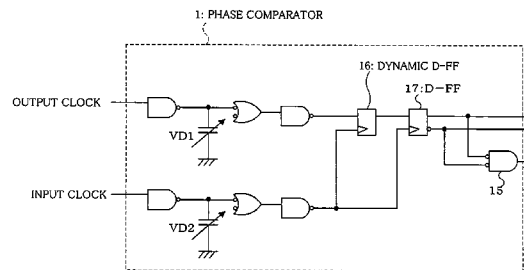 1: PHASE COMPARATOR
16: DYNAMIC D-FF
17: D-FF
OUTPUT CLOCK
VD1
INPUT CLOCK
15
VD2